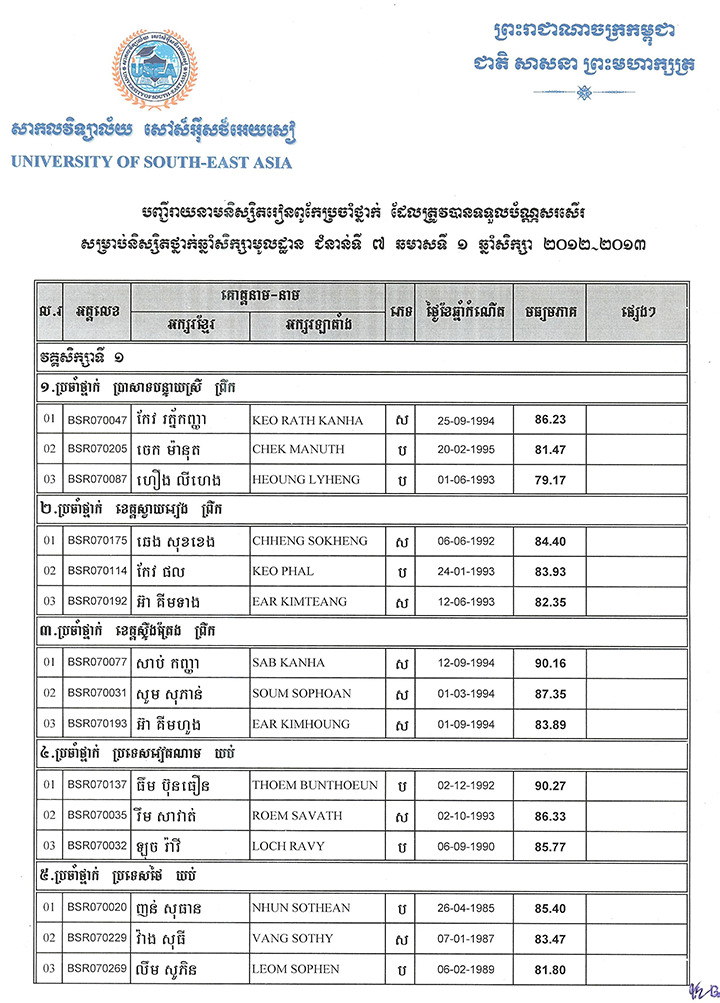 ព្រះរាជាណាចក្រកម្ពុជា
ជាតិ សាសនា ព្រះមហាក្សត្រ
USEA
UNIVERSITY OF SOUTH-EAST ASIA
សាកលវិទ្យាល័យ សៅស៍អ៊ីសថ៍អេយសៀ
UNIVERSITY OF SOUTH-EAST ASIA
បញ្ជីរាយនាមនិស្សិតរៀនពូកែប្រចាំថ្នាក់ ដែលត្រូវបានទទួលប័ណ្ណសរសើរ
សម្រាប់និស្សិតថ្នាក់ឆ្នាំសិក្សាមូលដ្ឋាន ជំនាន់ទី ៧ ឆមាសទី ១ ឆ្នាំសិក្សា ២០១២~២០១៣
ល.រ អត្តលេខ គោត្តនាម-នាម ភេទ ថ្ងៃខែឆ្នាំកំណើត មធ្យមភាគ ផ្សេងៗ
អក្សរខ្មែរ អក្សរឡាតាំង
វគ្គសិក្សាទី ១
១.ប្រចាំថ្នាក់ ប្រាសាទបន្ទាយស្រី ព្រឹក
01 BSR070047 កែវ រត្ន័កញ្ញា KEO RATH KANHA ស 25-09-1994 86.23
02 BSR070205 ចេក ម៉ានុត CHEK MANUTH ប 20-02-1995 81.47
03 BSR070087 ហឿង លីហេង HEOUNG LYHENG ប 01-06-1993 79.17
២.ប្រចាំថ្នាក់ ខេត្តស្វាយរៀង ព្រឹក
01 BSR070175 ឆេង សុខខេង CHHENG SOKHENG ស 06-06-1992 84.40
02 BSR070114 កែវ ផល KEO PHAL ប 24-01-1993 83.93
03 BSR070192 អ៊ា គីមទាង EAR KIMTEANG ស 12-06-1993 82.35
៣.ប្រចាំថ្នាក់ ខេត្តស្ទឹងត្រែង ព្រឹក
01 BSR070077 សាប់ កញ្ញា SAB KANHA ស 12-09-1994 90.16
02 BSR070031 សួម សុភាន់ SOUM SOPHOAN ស 01-03-1994 87.35
03 BSR070193 អ៊ា គីមហួង EAR KIMHOUNG ស 01-09-1994 83.89
៤.ប្រចាំថ្នាក់ ប្រទេសវៀតណាម យប់
01 BSR070137 ធឹម ប៊ុនធឿន THOEM BUNTHOEUN ប 02-12-1992 90.27
02 BSR070035 រឹម សាវាត់ ROEM SAVATH ស 02-10-1993 86.33
03 BSR070032 ឡុច រ៉ាវី LOCH RAVY ប 06-09-1990 85.77
៥.ប្រចាំថ្នាក់ ប្រទេសថៃ យប់
01 BSR070020 ញន់ សុធាន NHUN SOTHEAN ប 26-04-1985 85.40
02 BSR070229 វ៉ាង សុធី VANG SOTHY ស 07-01-1987 83.47
03 BSR070269 លឹម សូភិន LEOM SOPHEN ប 06-02-1989 81.80